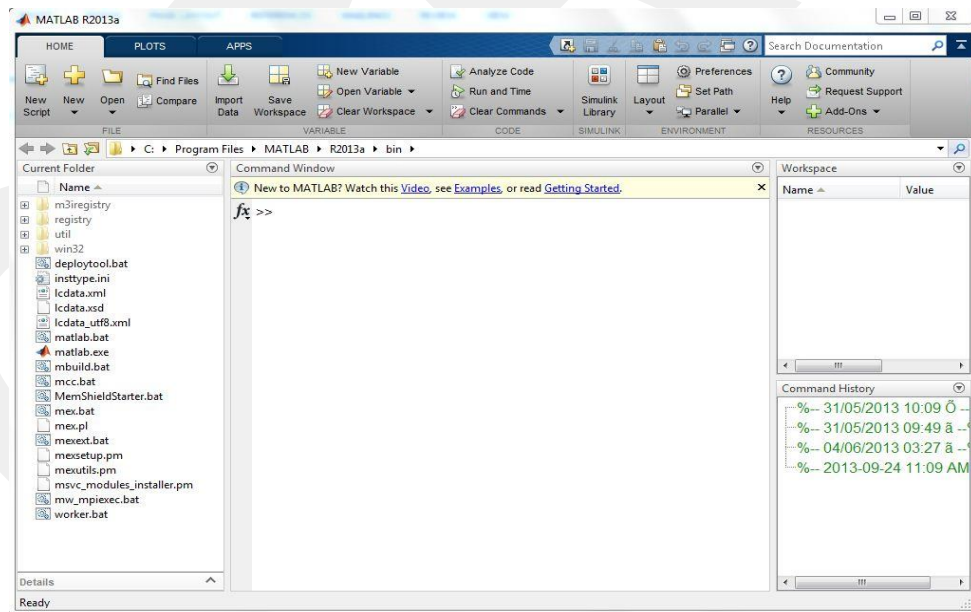 MATLAB R2013a
HOME PLOTS APPS Search Documentation
New Script New Open Find Files Compare Import Data Save Workspace New Variable Open Variable Clear Workspace Analyze Code Run and Time Clear Commands Simulink Library Layout Preferences Set Path Parallel Help Community Request Support Add-Ons
FILE VARIABLE CODE SIMULINK ENVIRONMENT RESOURCES
C: Program Files MATLAB R2013a bin
Current Folder
Name
m3iregistry
registry
util
win32
deploytool.bat
insttype.ini
lcdata.xml
lcdata.xsd
lcdata_utf8.xml
matlab.bat
matlab.exe
mbuild.bat
mcc.bat
MemShieldStarter.bat
mex.bat
mex.pl
mexext.bat
mexsetup.pm
mexutils.pm
msvc_modules_installer.pm
mw_mpiexec.bat
worker.bat
Details
Command Window
New to MATLAB? Watch this Video, see Examples, or read Getting Started.
fx >>
Workspace
Name Value
Command History
%-- 31/05/2013 10:09 Õ --
%-- 31/05/2013 09:49 ã --%
%-- 04/06/2013 03:27 ã --%
%-- 2013-09-24 11:09 AM
Ready